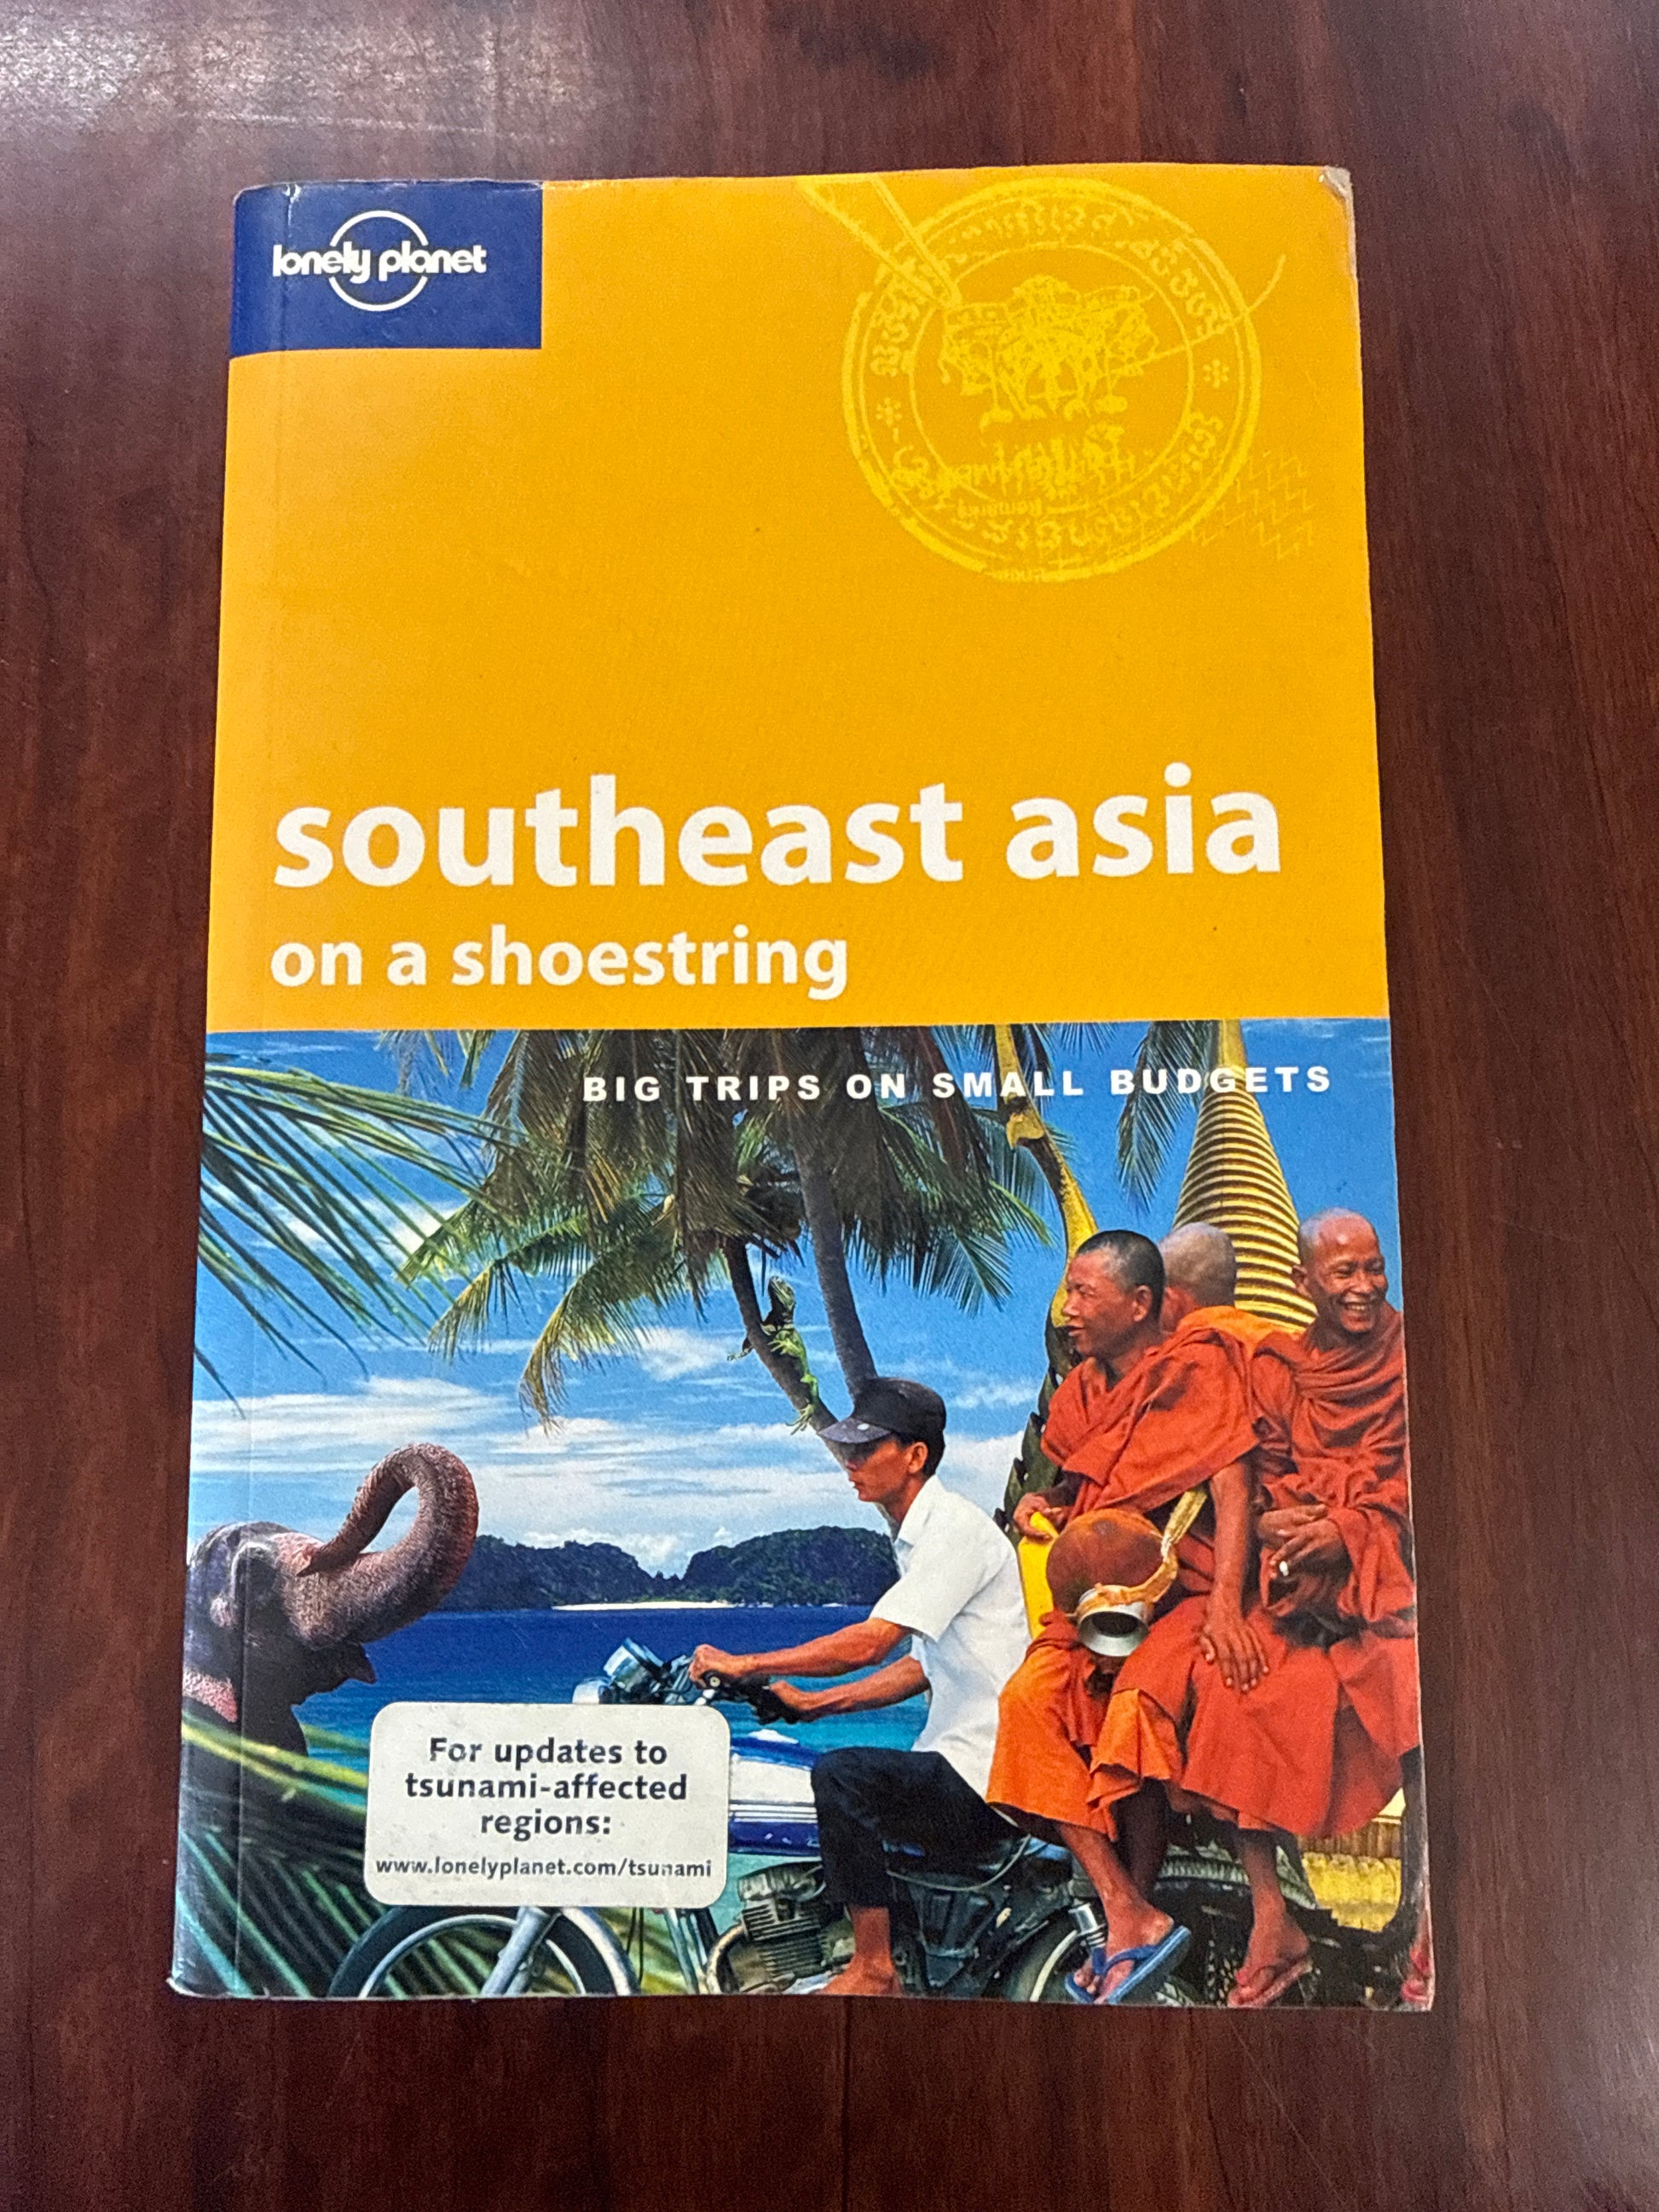 lonely planet
southeast asia
on a shoestring
BIG TRIPS ON SMALL BUDGETS
For updates to
tsunami-affected
regions:
www.lonelyplanet.com/tsunami